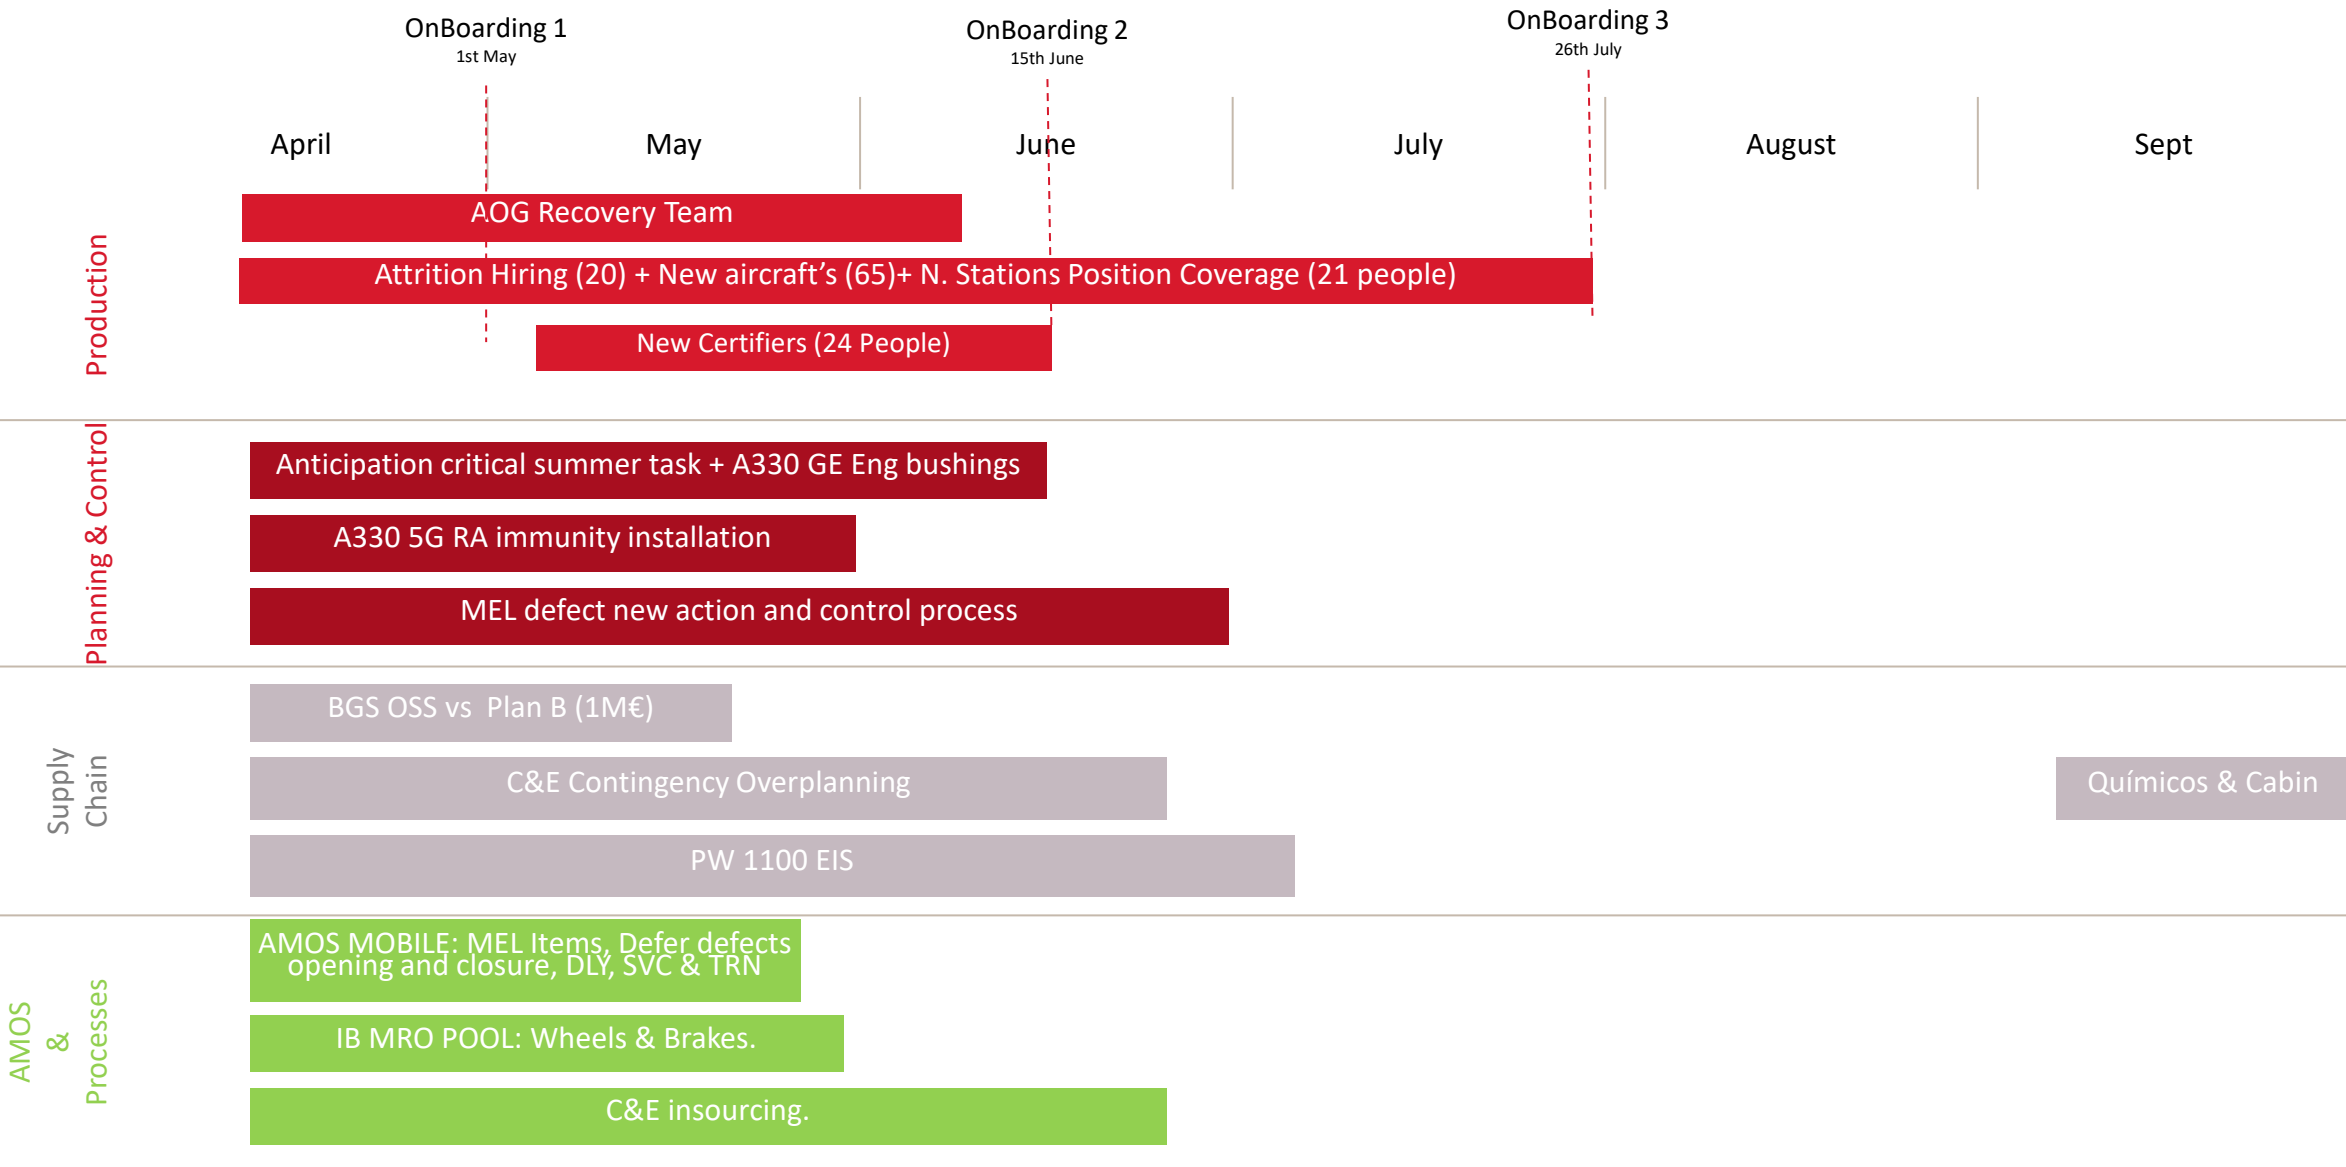 OnBoarding 1
1st May
OnBoarding 2
15th June
OnBoarding 3
26th July
April
May
June
July
August
Sept
Production
AOG Recovery Team
Attrition Hiring (20) + New aircraft's (65)+ N. Stations Position Coverage (21 people)
New Certifiers (24 People)
Planning & Control
Anticipation critical summer task + A330 GE Eng bushings
A330 5G RA immunity installation
MEL defect new action and control process
Supply
Chain
BGS OSS vs  Plan B (1M€)
C&E Contingency Overplanning
Químicos & Cabin
PW 1100 EIS
AMOS
&
Processes
AMOS MOBILE: MEL Items, Defer defects
opening and closure, DLY, SVC & TRN
IB MRO POOL: Wheels & Brakes.
C&E insourcing.